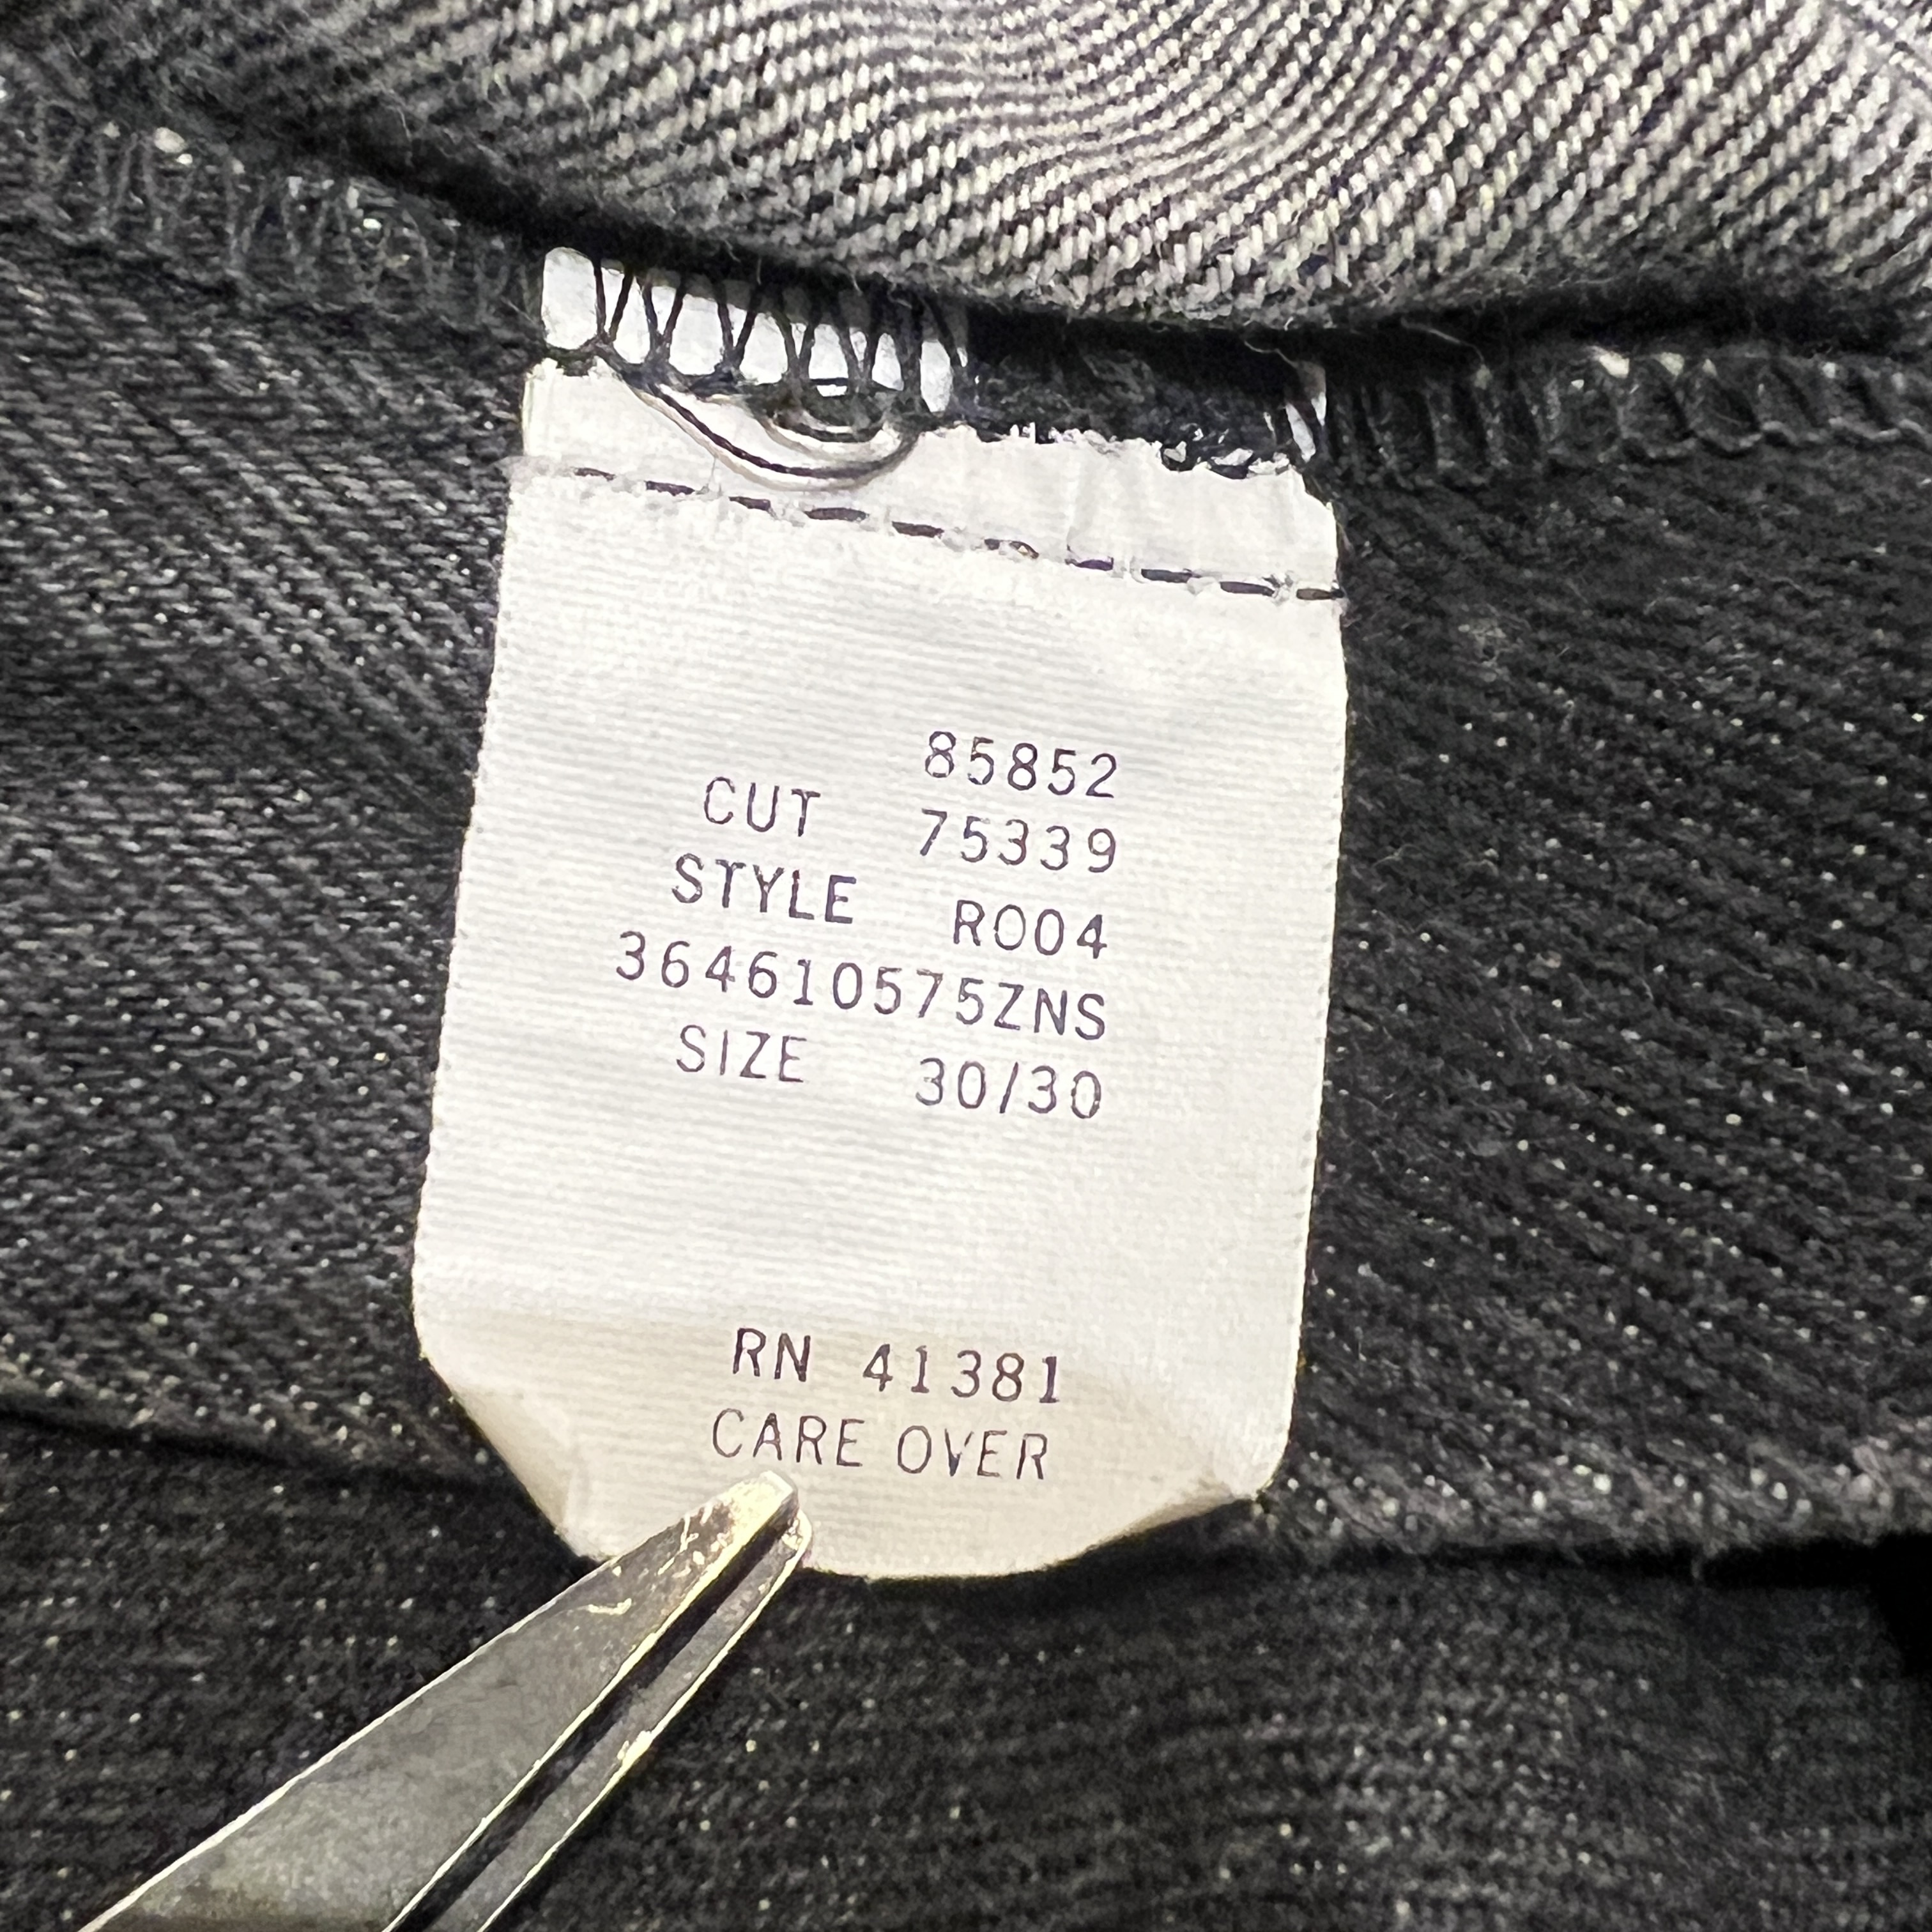 85852
CUT 75339
STYLE R004
364610575ZNS
SIZE 30/30
RN 41381
CARE OVER